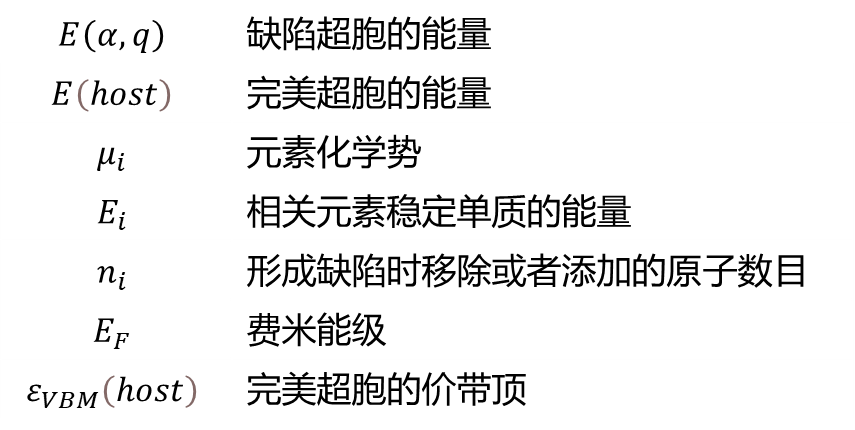 E(α,q) 缺陷超胞的能量
E(host) 完美超胞的能量
μᵢ 元素化学势
Eᵢ 相关元素稳定单质的能量
nᵢ 形成缺陷时移除或者添加的原子数目
E_F 费米能级
ε_VBM(host) 完美超胞的价带顶